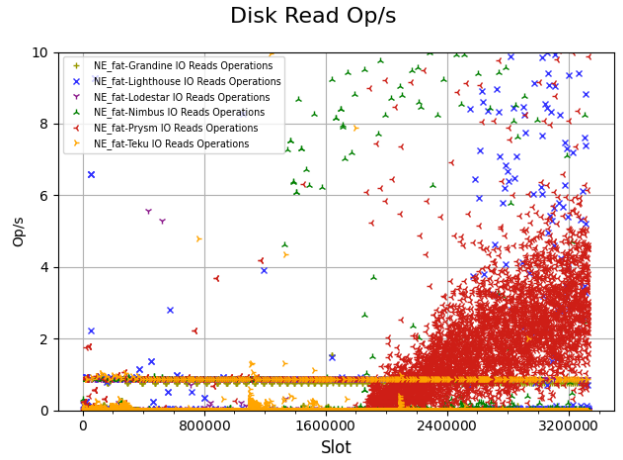 Disk Read Op/s
10
8
6
4
2
0
Op/s
NE_fat-Grandine IO Reads Operations
NE_fat-Lighthouse IO Reads Operations
NE_fat-Lodestar IO Reads Operations
NE_fat-Nimbus IO Reads Operations
NE_fat-Prysm IO Reads Operations
NE_fat-Teku IO Reads Operations
0 800000 1600000 2400000 3200000
Slot